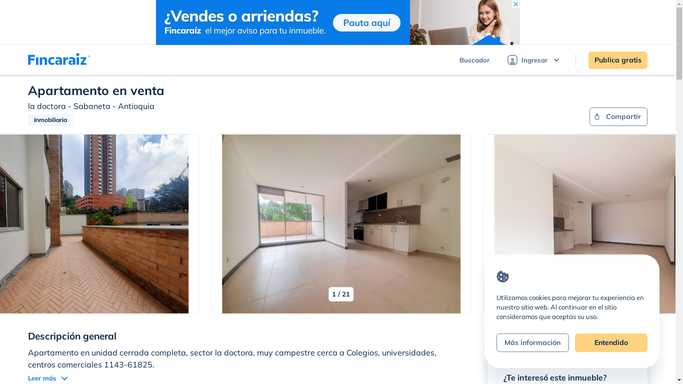 ¿Vendes o arriendas?
Fincaraíz el mejor aviso para tu inmueble.
Pauta aquí
Fincaraíz
Buscador
Ingresar
Publica gratis
Apartamento en venta
la doctora - Sabaneta - Antioquia
Inmobiliaria
Compartir
1 / 21
Utilizamos cookies para mejorar tu experiencia en
nuestro sitio web. Al continuar en el sitio
consideramos que aceptas su uso.
Más información
Entendido
Descripción general
Apartamento en unidad cerrada completa, sector la doctora, muy campestre cerca a Colegios, universidades,
centros comerciales 1143-61825.
Leer más
¿Te interesó este inmueble?